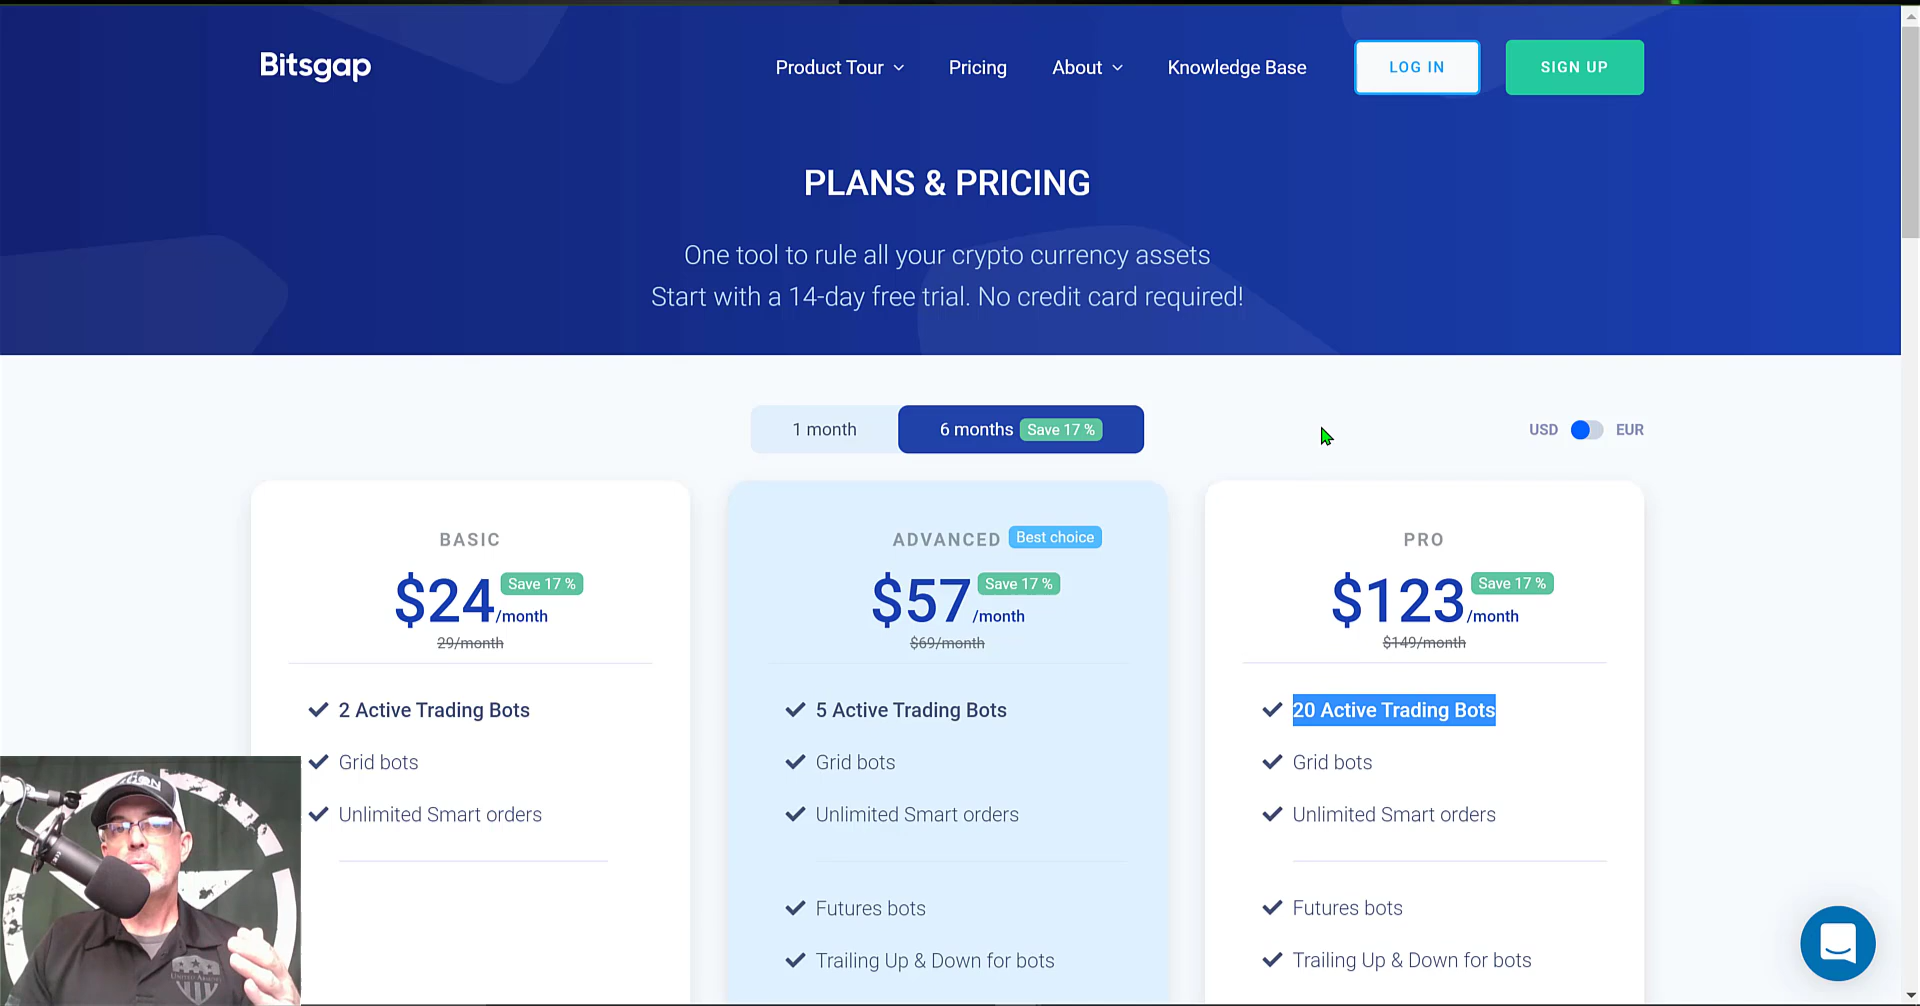 Bitsgap
Product Tour
Pricing
About
Knowledge Base
LOG IN
SIGN UP
PLANS & PRICING
One tool to rule all your crypto currency assets
Start with a 14-day free trial. No credit card required!
1 month
6 months Save 17 %
USD
EUR
BASIC
$24/month Save 17 %
29/month
2 Active Trading Bots
Grid bots
Unlimited Smart orders
ADVANCED Best choice
$57/month Save 17 %
$69/month
5 Active Trading Bots
Grid bots
Unlimited Smart orders
Futures bots
Trailing Up & Down for bots
PRO
$123/month Save 17 %
$149/month
20 Active Trading Bots
Grid bots
Unlimited Smart orders
Futures bots
Trailing Up & Down for bots